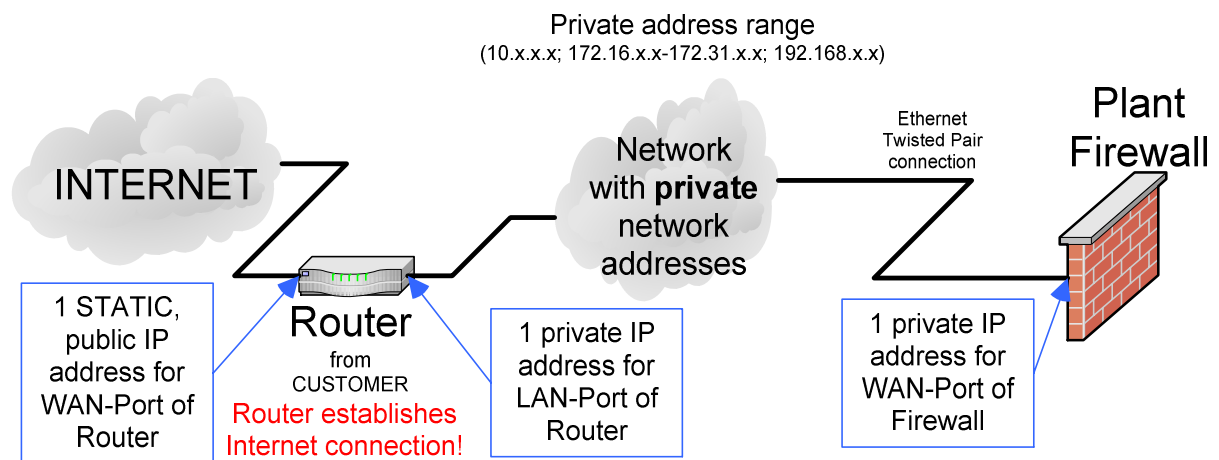 Private address range
(10.x.x.x; 172.16.x.x-172.31.x.x; 192.168.x.x)
INTERNET
Network
with private
network
addresses
Ethernet
Twisted Pair
connection
Plant
Firewall
1 STATIC,
public IP
address for
WAN-Port of
Router
Router
from
CUSTOMER
Router establishes
Internet connection!
1 private IP
address for
LAN-Port of
Router
1 private IP
address for
WAN-Port of
Firewall